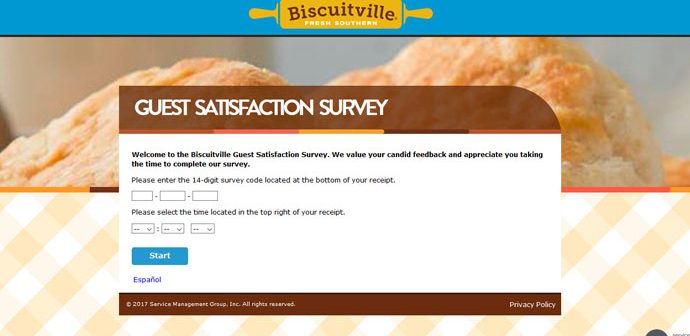 Biscuitville
FRESH SOUTHERN
GUEST SATISFACTION SURVEY
Welcome to the Biscuitville Guest Satisfaction Survey. We value your candid feedback and appreciate you taking
the time to complete our survey.
Please enter the 14-digit survey code located at the bottom of your receipt.
- -
Please select the time located in the top right of your receipt.
-- : -- --
Start
Español
© 2017 Service Management Group, Inc. All rights reserved.
Privacy Policy